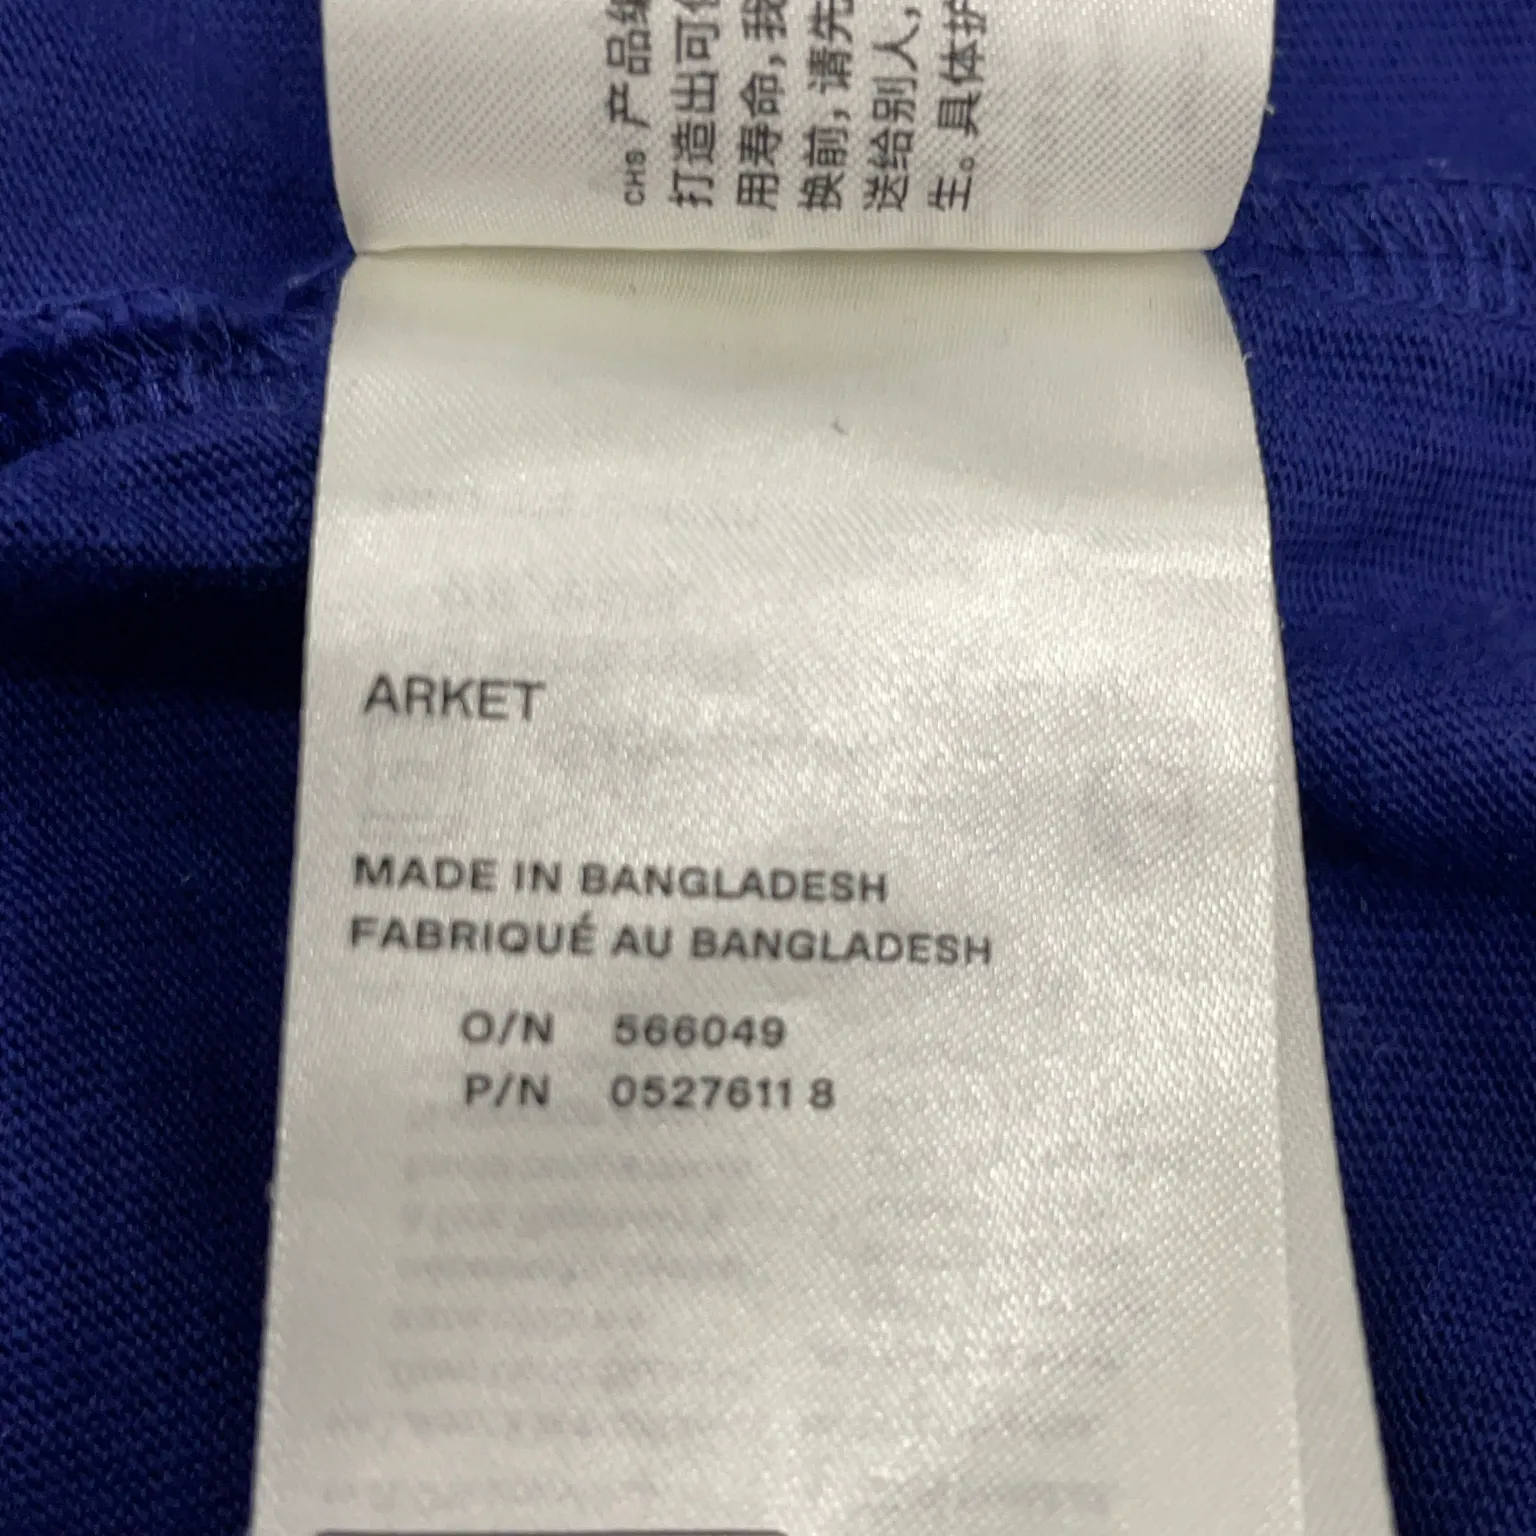 CHS 产品
打造出可
用寿命，我
换前，请先
送给别人，
生。具体护
ARKET
MADE IN BANGLADESH
FABRIQUÉ AU BANGLADESH
O/N 566049
P/N 0527611 8